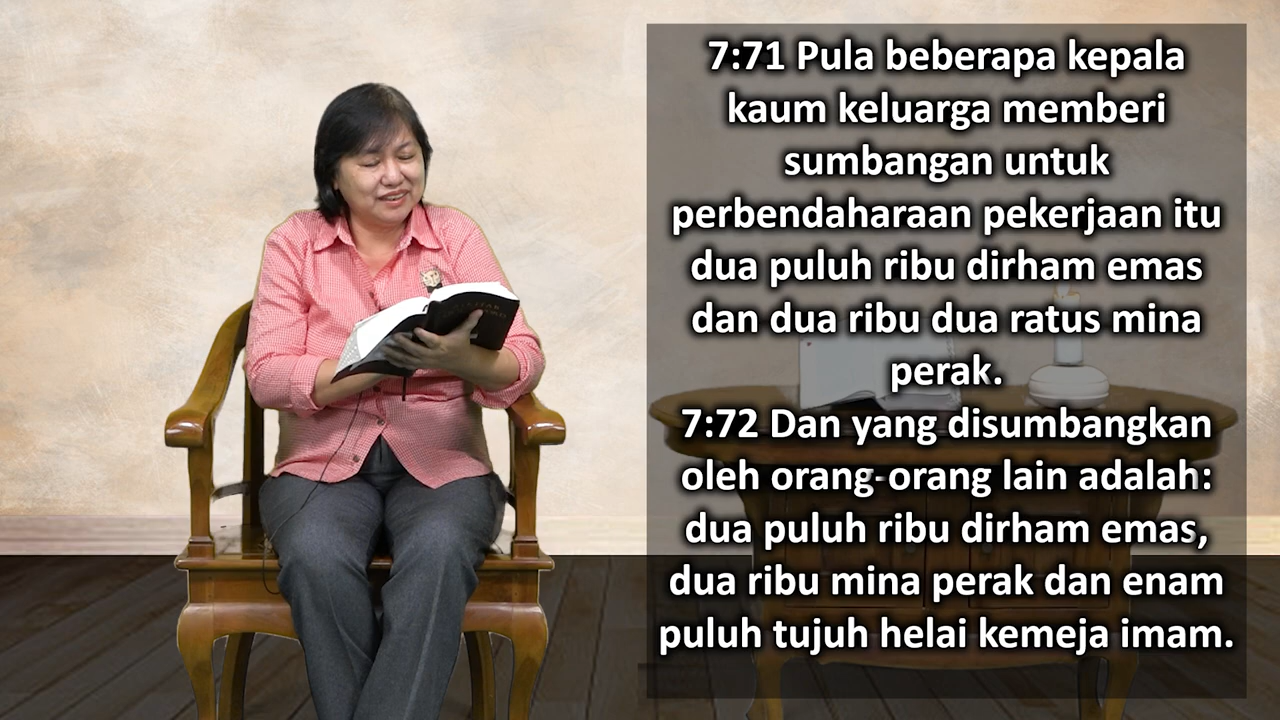 7:71 Pula beberapa kepala
kaum keluarga memberi
sumbangan untuk
perbendaharaan pekerjaan itu
dua puluh ribu dirham emas
dan dua ribu dua ratus mina
perak.
7:72 Dan yang disumbangkan
oleh orang-orang lain adalah:
dua puluh ribu dirham emas,
dua ribu mina perak dan enam
puluh tujuh helai kemeja imam.